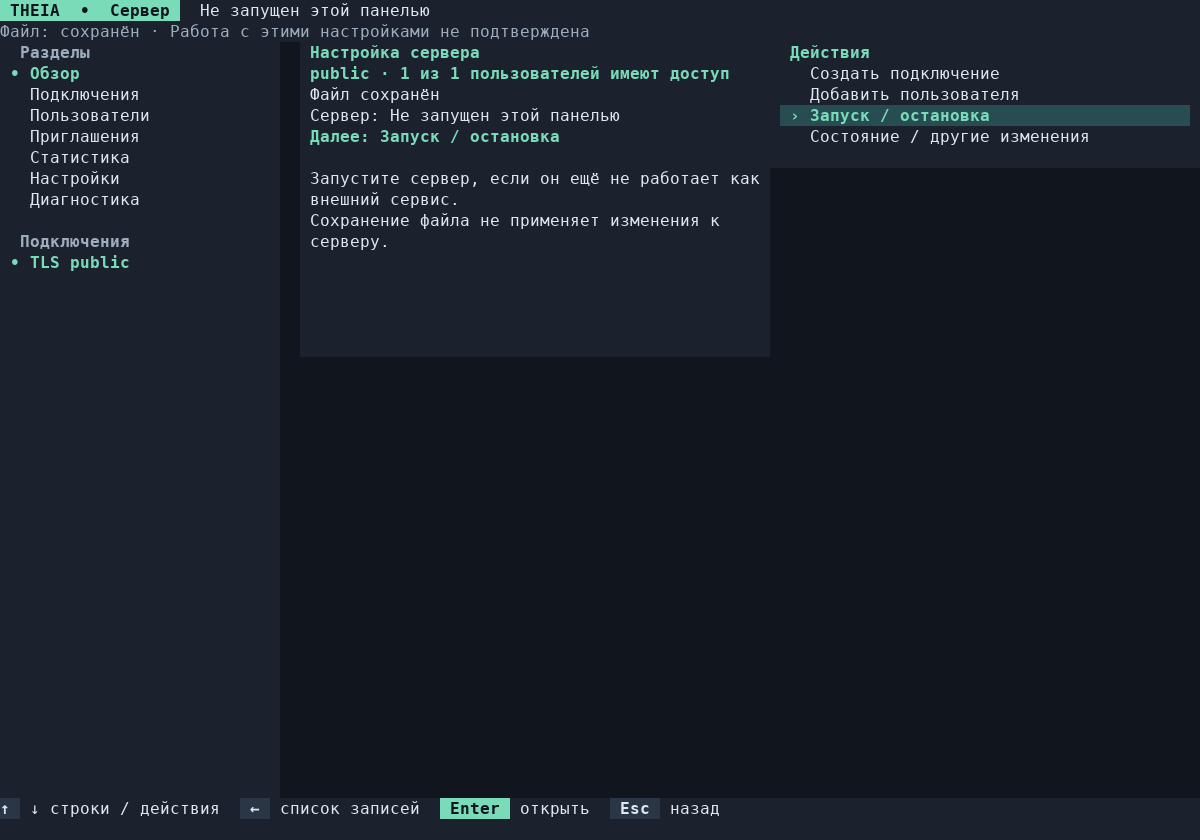 THEIA • Сервер Не запущен этой панелью
Файл: сохранён · Работа с этими настройками не подтверждена
Разделы
• Обзор
Подключения
Пользователи
Приглашения
Статистика
Настройки
Диагностика
Подключения
• TLS public
Настройка сервера
public · 1 из 1 пользователей имеют доступ
Файл сохранён
Сервер: Не запущен этой панелью
Далее: Запуск / остановка
Запустите сервер, если он ещё не работает как
внешний сервис.
Сохранение файла не применяет изменения к
серверу.
Действия
Создать подключение
Добавить пользователя
› Запуск / остановка
Состояние / другие изменения
↑ ↓ строки / действия ← список записей Enter открыть Esc назад